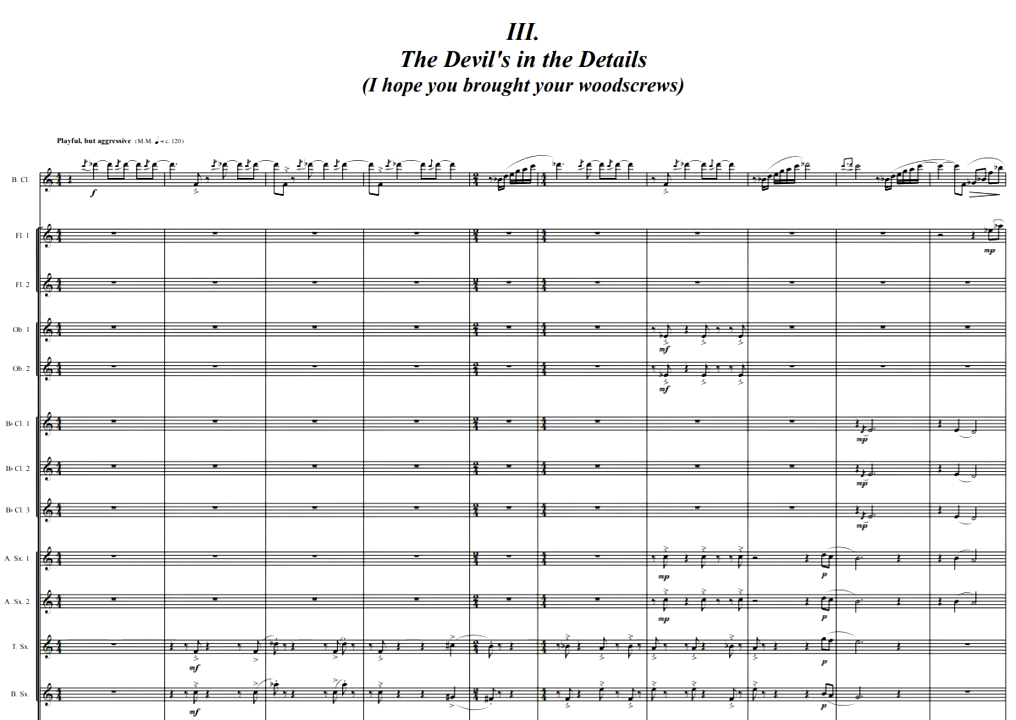 III.
The Devil's in the Details
(I hope you brought your woodscrews)
Playful, but aggressive (M.M. ♩ = c. 120)
B. Cl.
f
Fl. 1
mp
Fl. 2
Ob. 1
mf
Ob. 2
mf
B♭ Cl. 1
mp
B♭ Cl. 2
mp
B♭ Cl. 3
mp
A. Sx. 1
mp p
A. Sx. 2
mp p
T. Sx.
mf p
B. Sx.
mf p